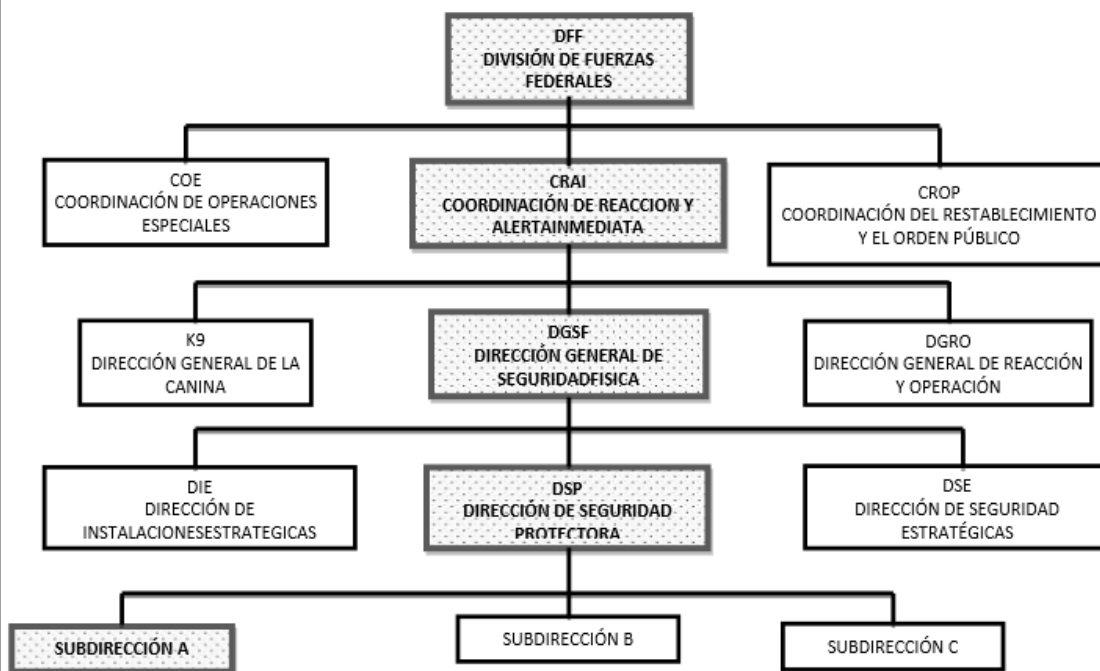 DFF
DIVISIÓN DE FUERZAS
FEDERALES
COE
COORDINACIÓN DE OPERACIONES
ESPECIALES
CRAI
COORDINACIÓN DE REACCION Y
ALERTAINMEDIATA
CROP
COORDINACIÓN DEL RESTABLECIMIENTO
Y EL ORDEN PÚBLICO
K9
DIRECCIÓN GENERAL DE LA
CANINA
DGSF
DIRECCIÓN GENERAL DE
SEGURIDADFISICA
DGRO
DIRECCIÓN GENERAL DE REACCIÓN
Y OPERACIÓN
DIE
DIRECCIÓN DE
INSTALACIONESESTRATEGICAS
DSP
DIRECCIÓN DE SEGURIDAD
PROTECTORA
DSE
DIRECCIÓN DE SEGURIDAD
ESTRATÉGICAS
SUBDIRECCIÓN A
SUBDIRECCIÓN B
SUBDIRECCIÓN C